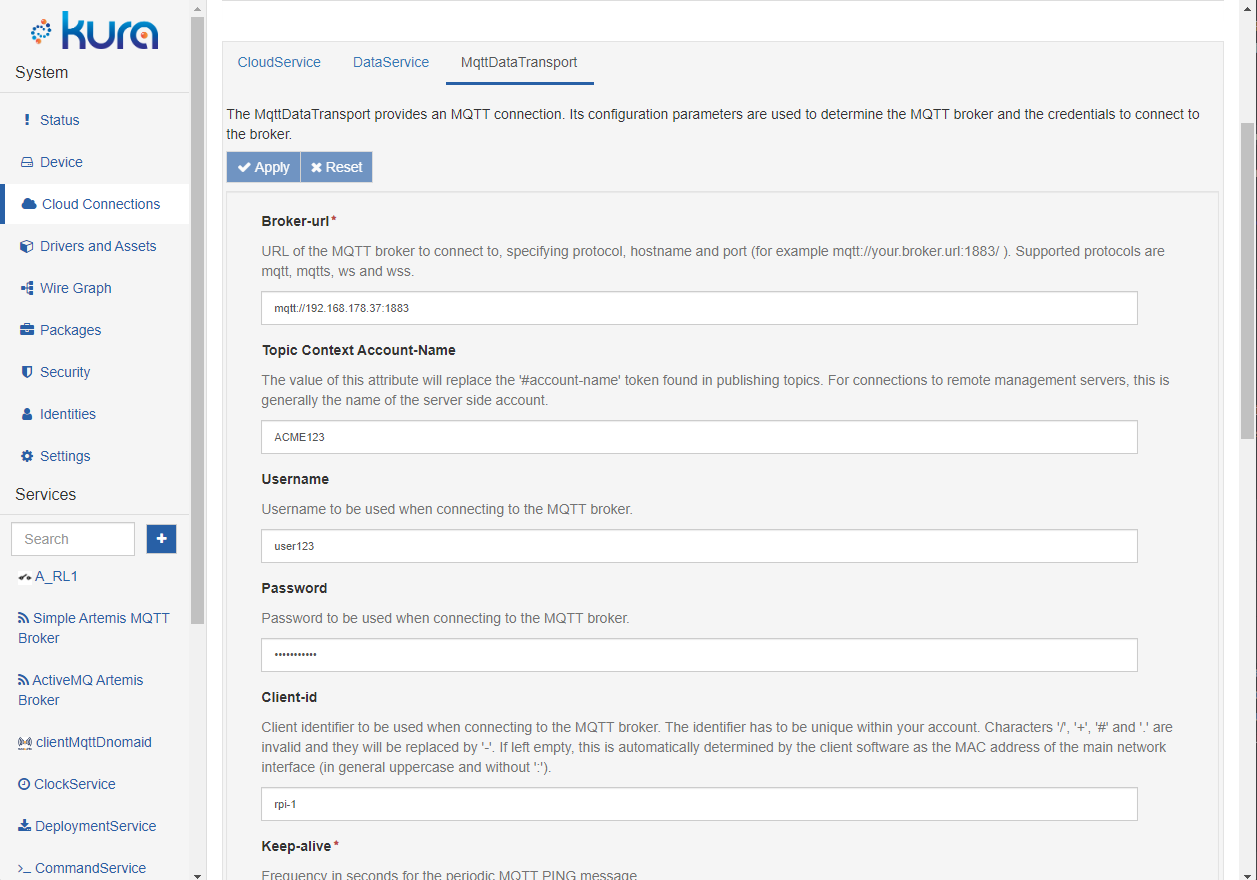 kura
System
Status
Device
Cloud Connections
Drivers and Assets
Wire Graph
Packages
Security
Identities
Settings
Services
Search
A_RL1
Simple Artemis MQTT
Broker
ActiveMQ Artemis
Broker
clientMqttDnomaid
ClockService
DeploymentService
CommandService
CloudService DataService MqttDataTransport
The MqttDataTransport provides an MQTT connection. Its configuration parameters are used to determine the MQTT broker and the credentials to connect to
the broker.
Apply Reset
Broker-url*
URL of the MQTT broker to connect to, specifying protocol, hostname and port (for example mqtt://your.broker.url:1883/ ). Supported protocols are
mqtt, mqtts, ws and wss.
mqtt://192.168.178.37:1883
Topic Context Account-Name
The value of this attribute will replace the '#account-name' token found in publishing topics. For connections to remote management servers, this is
generally the name of the server side account.
ACME123
Username
Username to be used when connecting to the MQTT broker.
user123
Password
Password to be used when connecting to the MQTT broker.
•••••••••••
Client-id
Client identifier to be used when connecting to the MQTT broker. The identifier has to be unique within your account. Characters '/', '+', '#' and '.' are
invalid and they will be replaced by '-'. If left empty, this is automatically determined by the client software as the MAC address of the main network
interface (in general uppercase and without ':').
rpi-1
Keep-alive*
Frequency in seconds for the periodic MQTT PING message